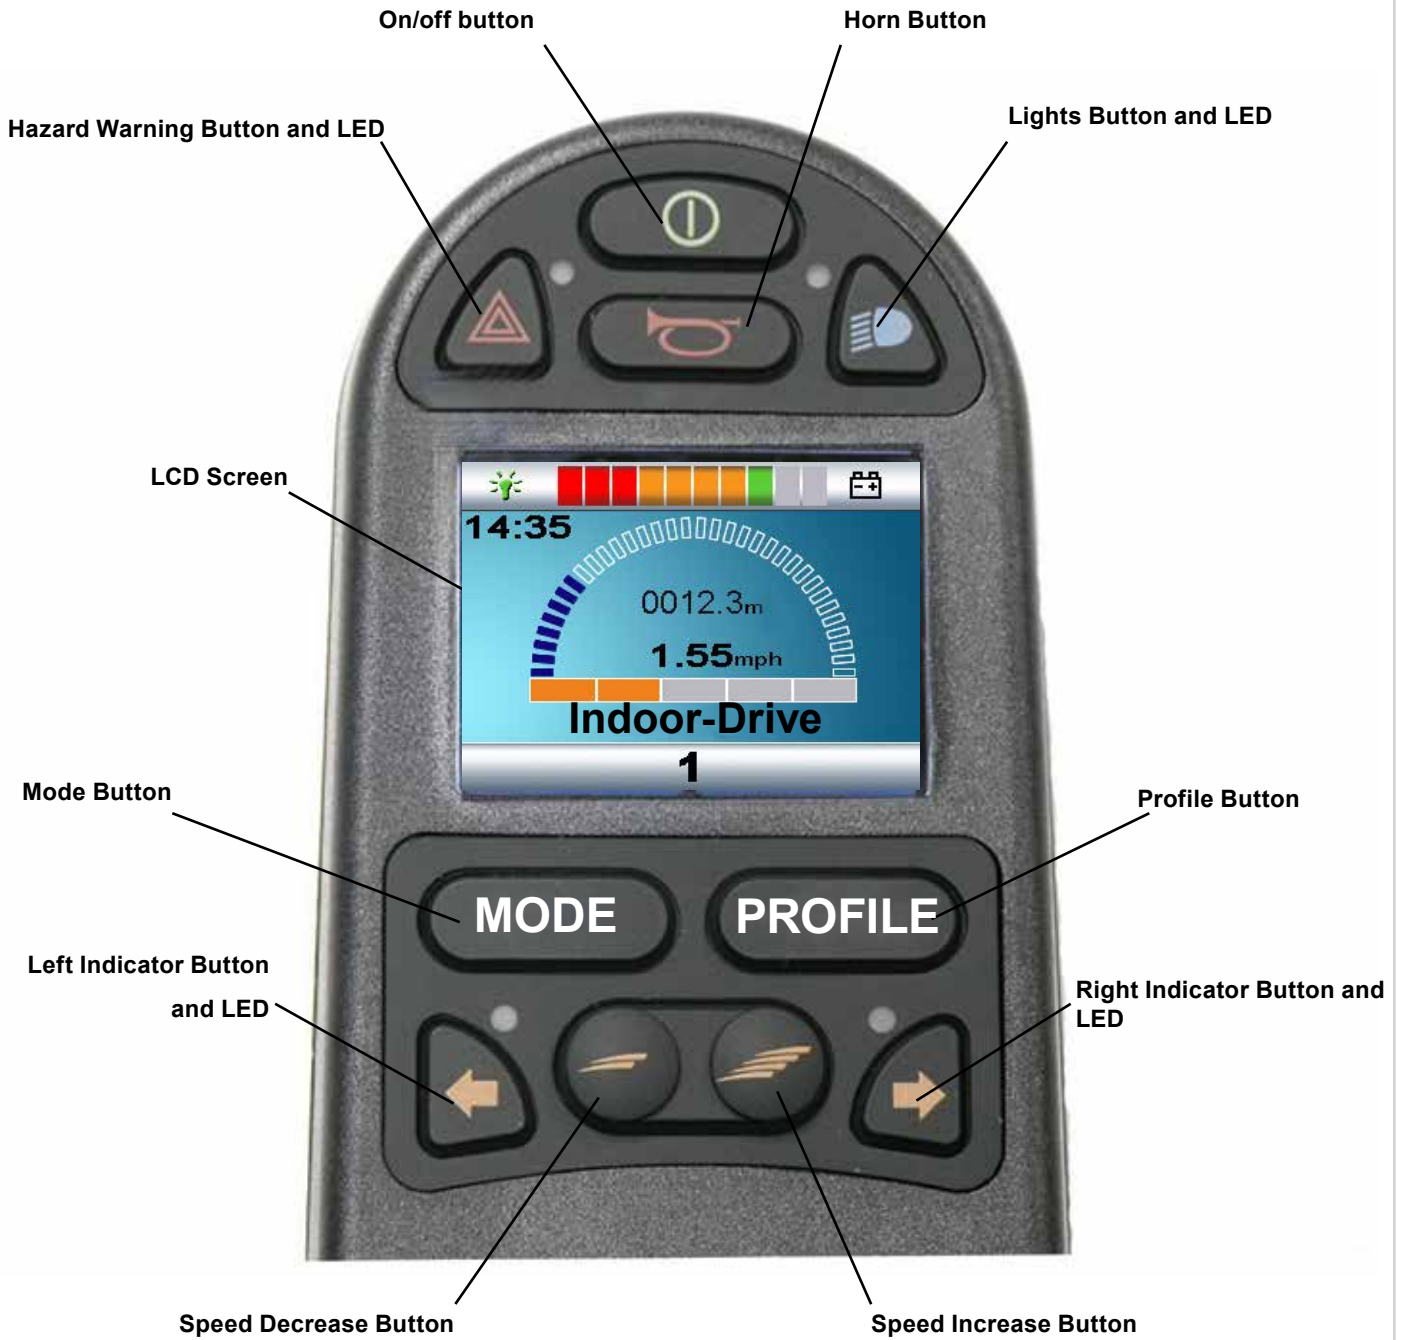 On/off button
Horn Button
Hazard Warning Button and LED
Lights Button and LED
LCD Screen
14:35
0012.3m
1.55mph
Indoor-Drive
1
Mode Button
Profile Button
MODE
PROFILE
Left Indicator Button
and LED
Right Indicator Button and
LED
Speed Decrease Button
Speed Increase Button